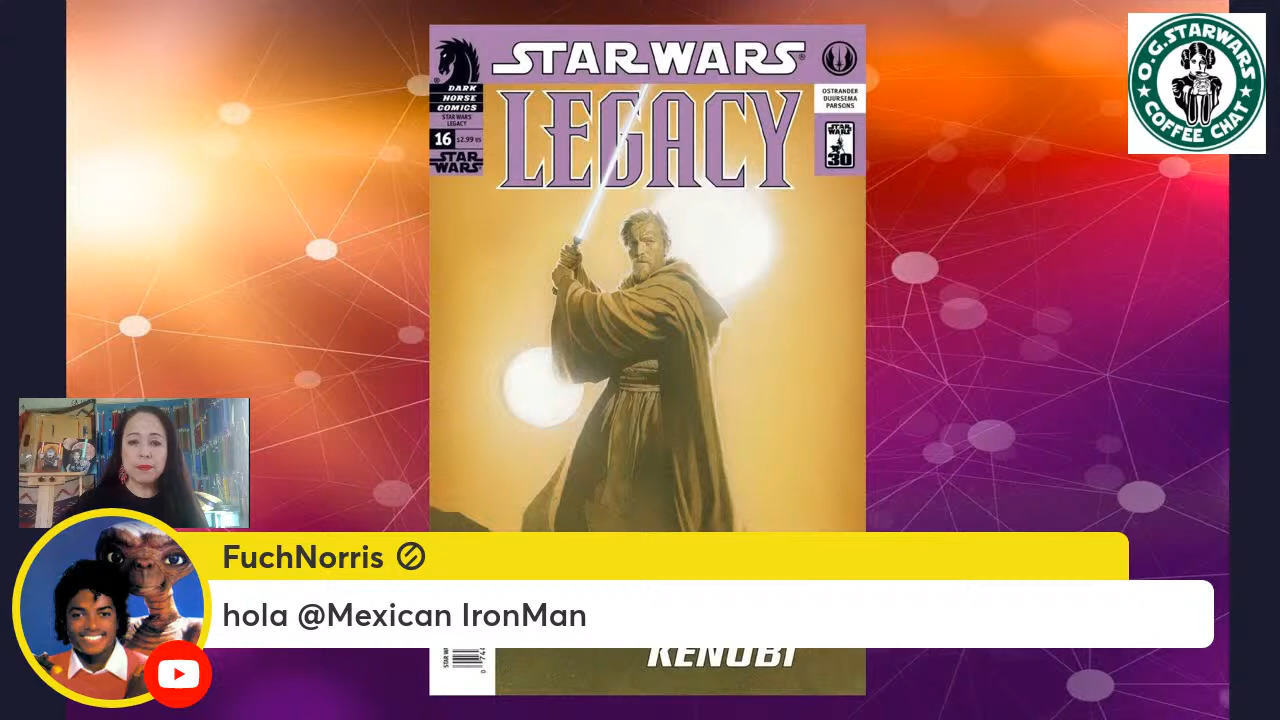 STAR WARS
LEGACY
DARK
HORSE
COMICS
STAR WARS
LEGACY
16 $2.99 US
STAR
WARS
OSTRANDER
DUURSEMA
PARSONS
STAR
WARS
30
O.G. STARWARS
COFFEE CHAT
FuchNorris
hola @Mexican IronMan
KENOBI